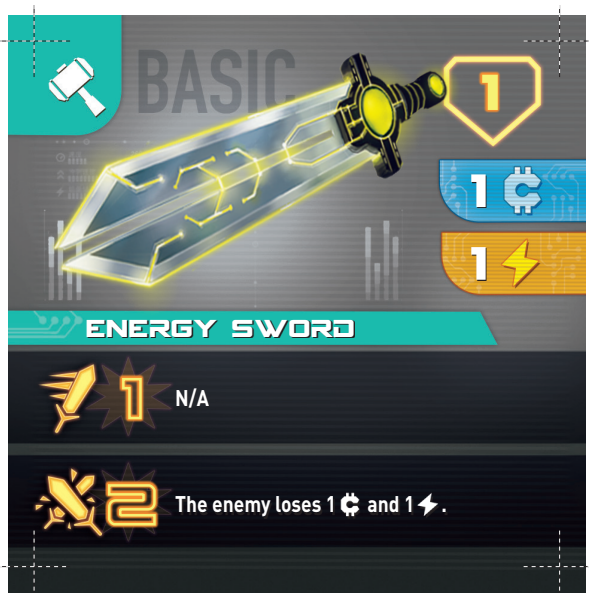 BASIC
1
1
1
ENERGY SWORD
1 N/A
2 The enemy loses 1 and 1 .